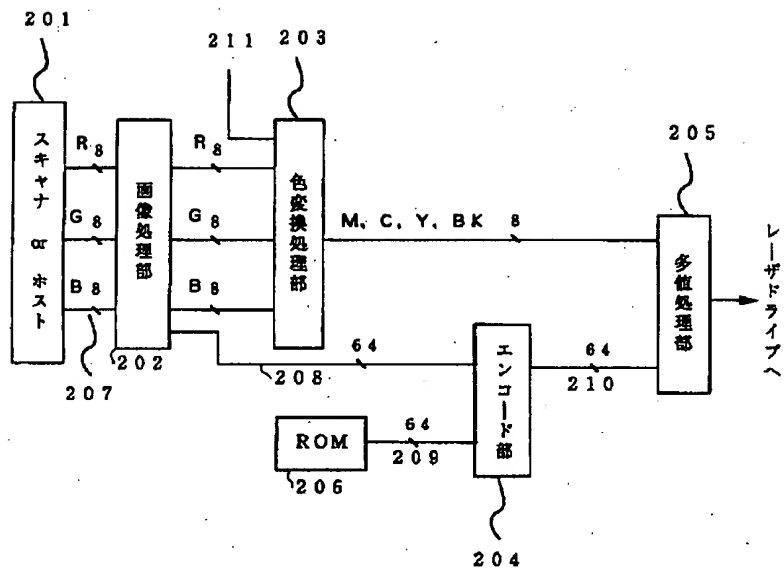 201
211
203
205
スキャナ or ホスト
R 8
G 8
B 8
画像処理部
R 8
G 8
B 8
色変換処理部
M、C、Y、BK 8
多値処理部
レーザドライブへ
202
207
208
64
エンコード部
64
210
ROM
64
209
206
204